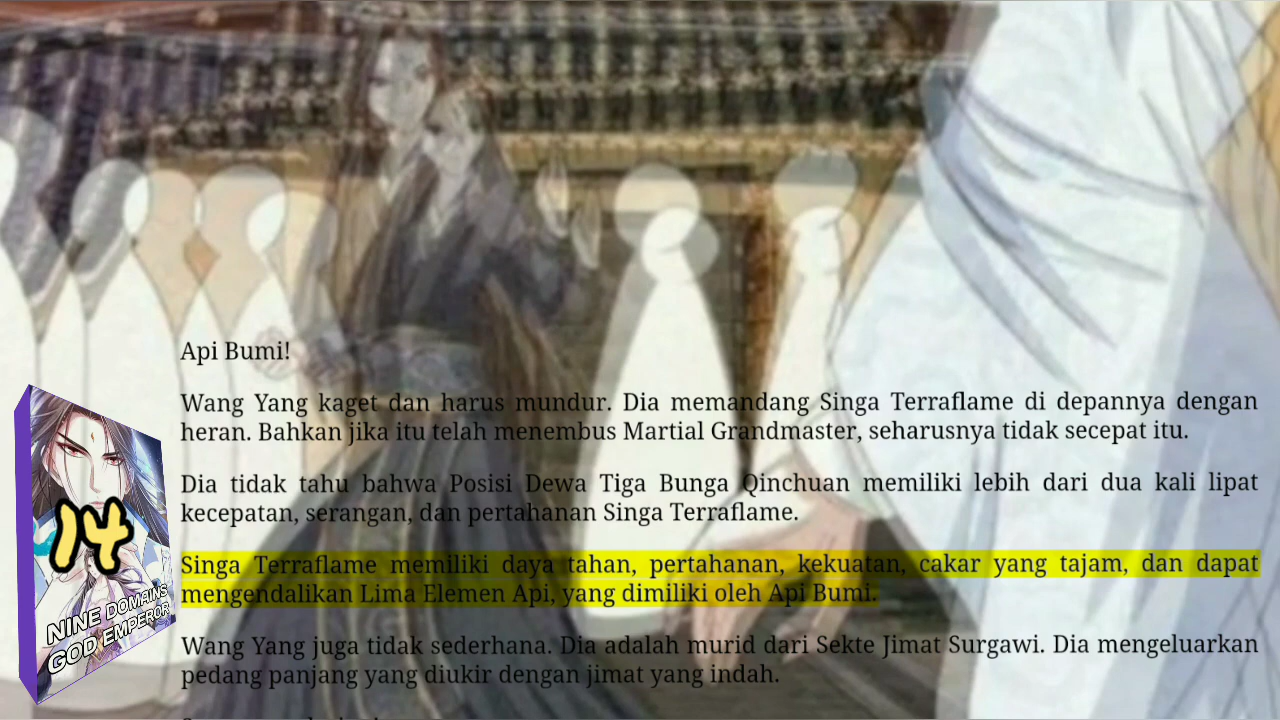 Api Bumi!
Wang Yang kaget dan harus mundur. Dia memandang Singa Terraflame di depannya dengan
heran. Bahkan jika itu telah menembus Martial Grandmaster, seharusnya tidak secepat itu.
Dia tidak tahu bahwa Posisi Dewa Tiga Bunga Qinchuan memiliki lebih dari dua kali lipat
kecepatan, serangan, dan pertahanan Singa Terraflame.
Singa Terraflame memiliki daya tahan, pertahanan, kekuatan, cakar yang tajam, dan dapat
mengendalikan Lima Elemen Api, yang dimiliki oleh Api Bumi.
Wang Yang juga tidak sederhana. Dia adalah murid dari Sekte Jimat Surgawi. Dia mengeluarkan
pedang panjang yang diukir dengan jimat yang indah.
14
NINE DOMAINS
GOD EMPEROR